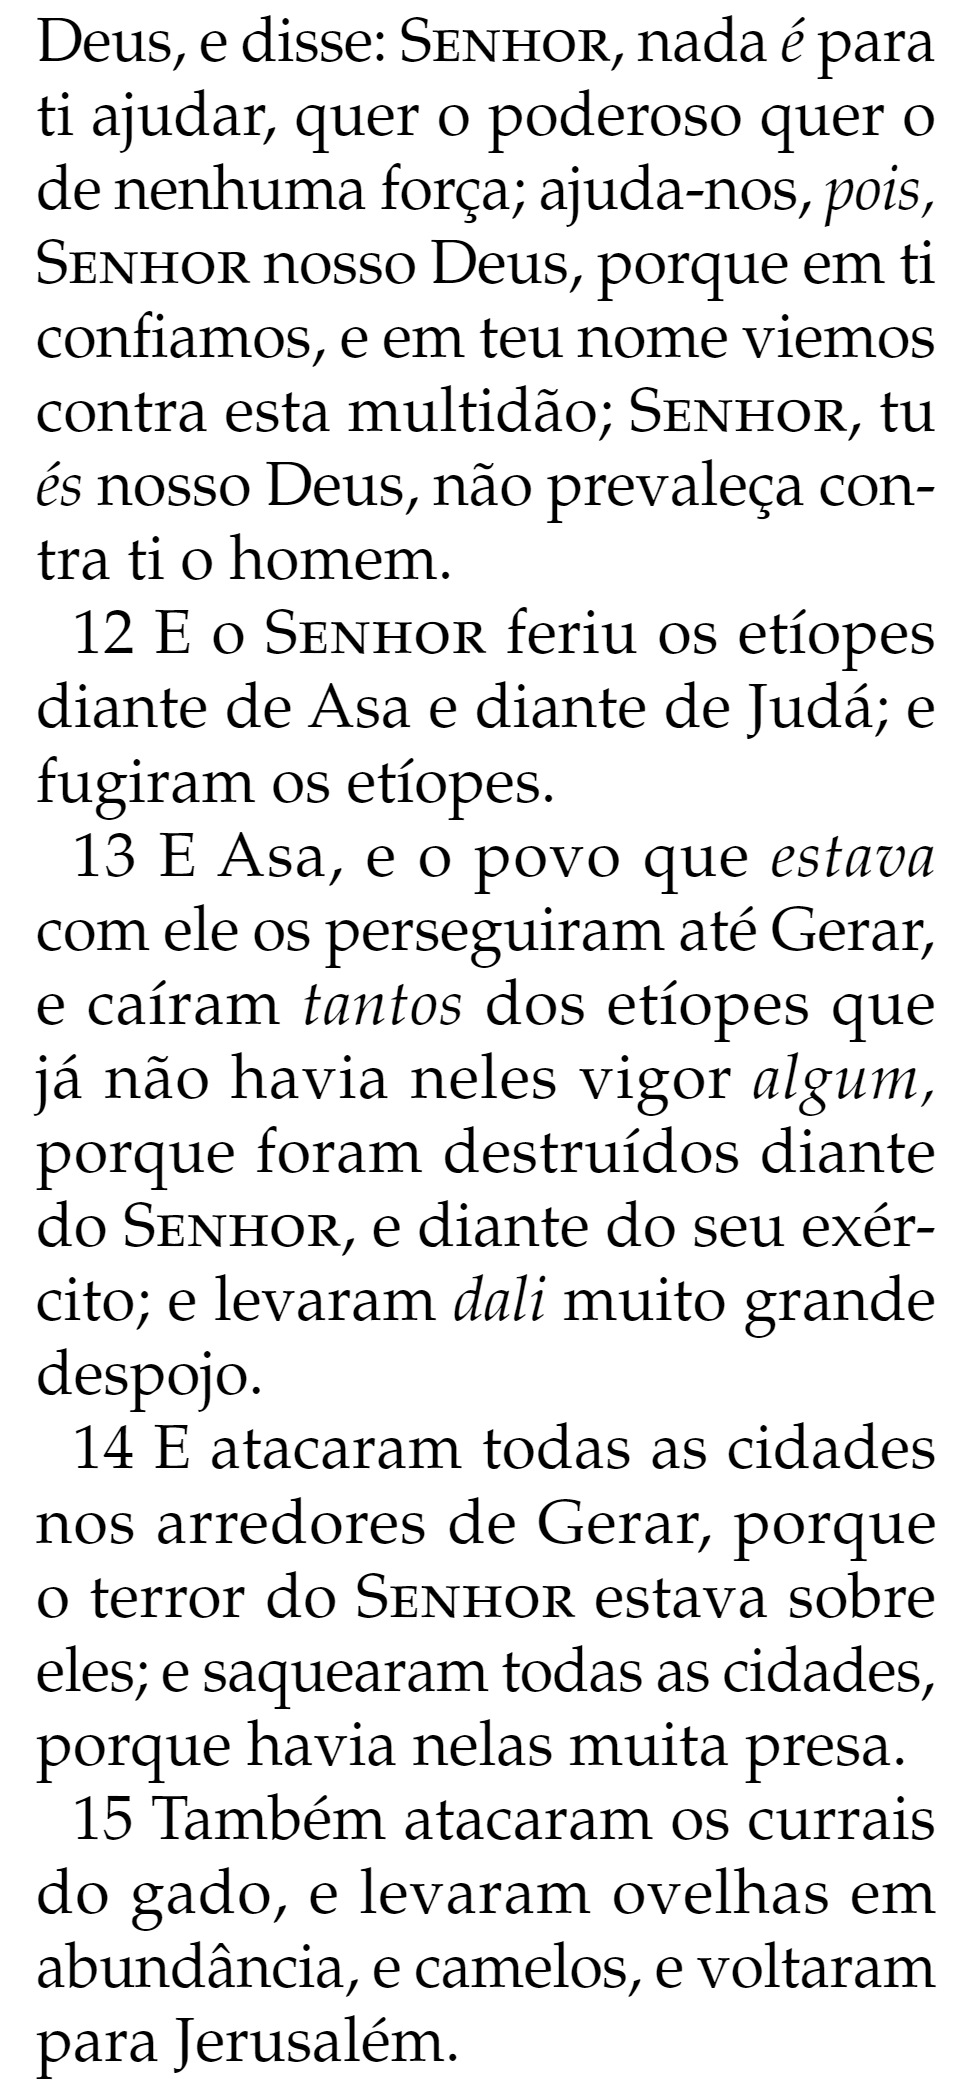 Deus, e disse: SENHOR, nada é para
ti ajudar, quer o poderoso quer o
de nenhuma força; ajuda-nos, pois,
SENHOR nosso Deus, porque em ti
confiamos, e em teu nome viemos
contra esta multidão; SENHOR, tu
és nosso Deus, não prevaleça con-
tra ti o homem.
12 E o SENHOR feriu os etíopes
diante de Asa e diante de Judá; e
fugiram os etíopes.
13 E Asa, e o povo que estava
com ele os perseguiram até Gerar,
e caíram tantos dos etíopes que
já não havia neles vigor algum,
porque foram destruídos diante
do SENHOR, e diante do seu exér-
cito; e levaram dali muito grande
despojo.
14 E atacaram todas as cidades
nos arredores de Gerar, porque
o terror do SENHOR estava sobre
eles; e saquearam todas as cidades,
porque havia nelas muita presa.
15 Também atacaram os currais
do gado, e levaram ovelhas em
abundância, e camelos, e voltaram
para Jerusalém.